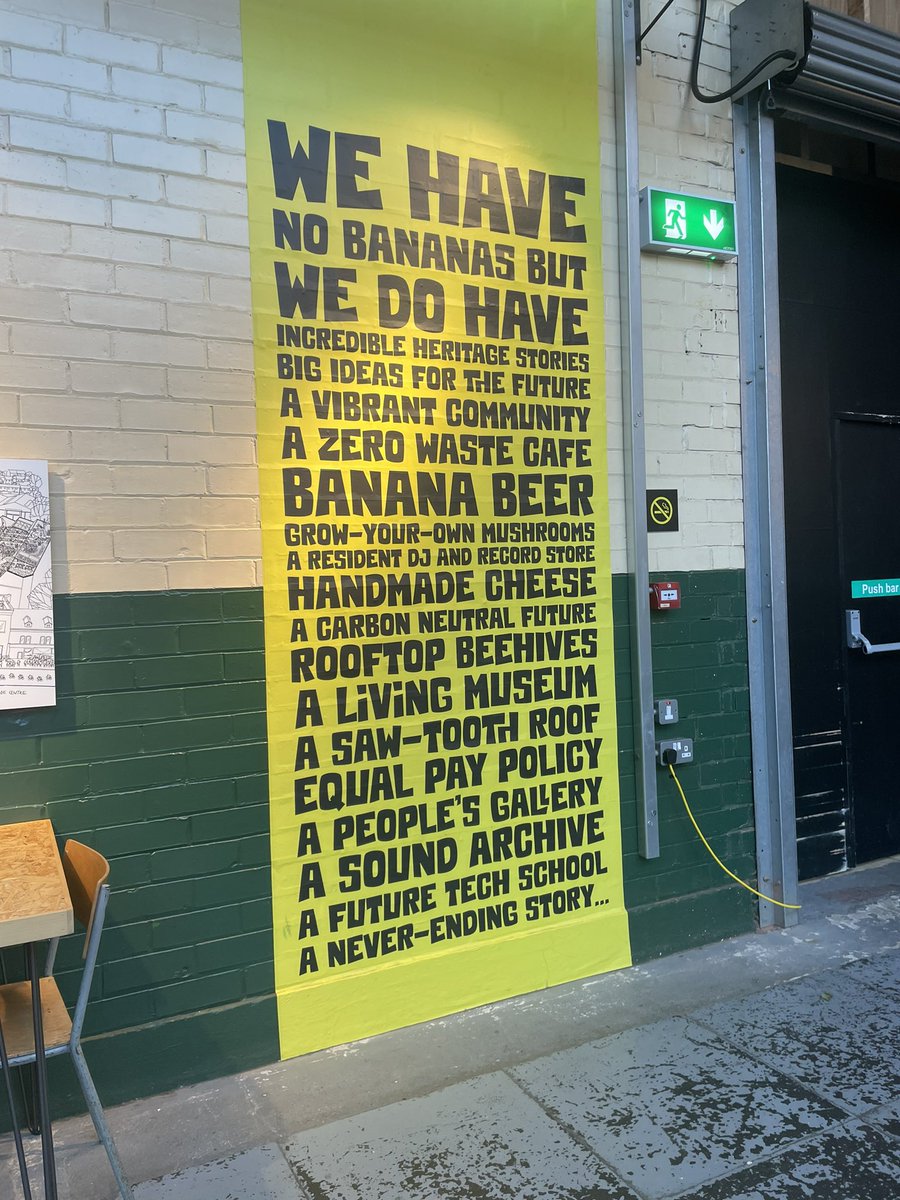 WE HAVE
NO BANANAS BUT
WE DO HAVE
INCREDIBLE HERITAGE STORIES
BIG IDEAS FOR THE FUTURE
A VIBRANT COMMUNITY
A ZERO WASTE CAFE
BANANA BEER
GROW-YOUR-OWN MUSHROOMS
A RESIDENT DJ AND RECORD STORE
HANDMADE CHEESE
A CARBON NEUTRAL FUTURE
ROOFTOP BEEHIVES
A LIVING MUSEUM
A SAW-TOOTH ROOF
EQUAL PAY POLICY
A PEOPLE'S GALLERY
A SOUND ARCHIVE
A FUTURE TECH SCHOOL
A NEVER-ENDING STORY...
Push bar
CENTRE